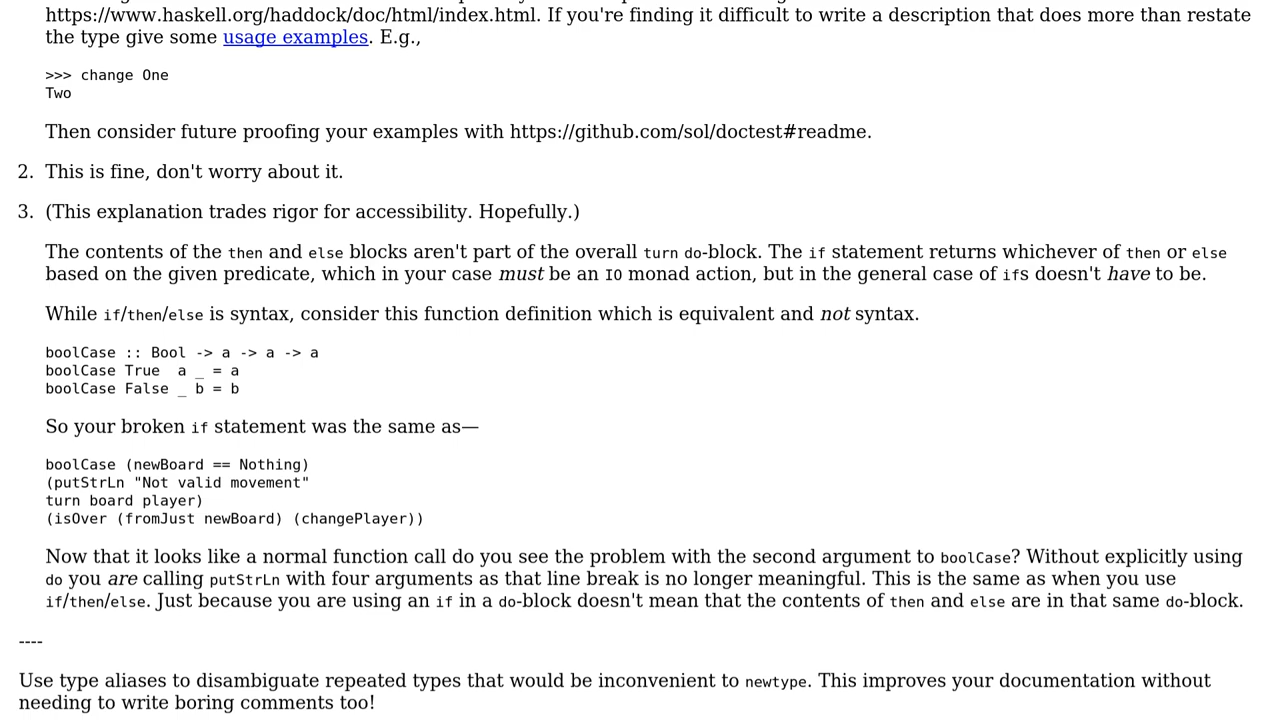 https://www.haskell.org/haddock/doc/html/index.html. If you're finding it difficult to write a description that does more than restate
the type give some usage examples. E.g.,
>>> change One
Two
Then consider future proofing your examples with https://github.com/sol/doctest#readme.
2. This is fine, don't worry about it.
3. (This explanation trades rigor for accessibility. Hopefully.)
The contents of the then and else blocks aren't part of the overall turn do-block. The if statement returns whichever of then or else
based on the given predicate, which in your case must be an IO monad action, but in the general case of ifs doesn't have to be.
While if/then/else is syntax, consider this function definition which is equivalent and not syntax.
boolCase :: Bool -> a -> a -> a
boolCase True  a _ = a
boolCase False _ b = b
So your broken if statement was the same as—
boolCase (newBoard == Nothing)
(putStrLn "Not valid movement"
turn board player)
(isOver (fromJust newBoard) (changePlayer))
Now that it looks like a normal function call do you see the problem with the second argument to boolCase? Without explicitly using
do you are calling putStrLn with four arguments as that line break is no longer meaningful. This is the same as when you use
if/then/else. Just because you are using an if in a do-block doesn't mean that the contents of then and else are in that same do-block.
----
Use type aliases to disambiguate repeated types that would be inconvenient to newtype. This improves your documentation without
needing to write boring comments too!